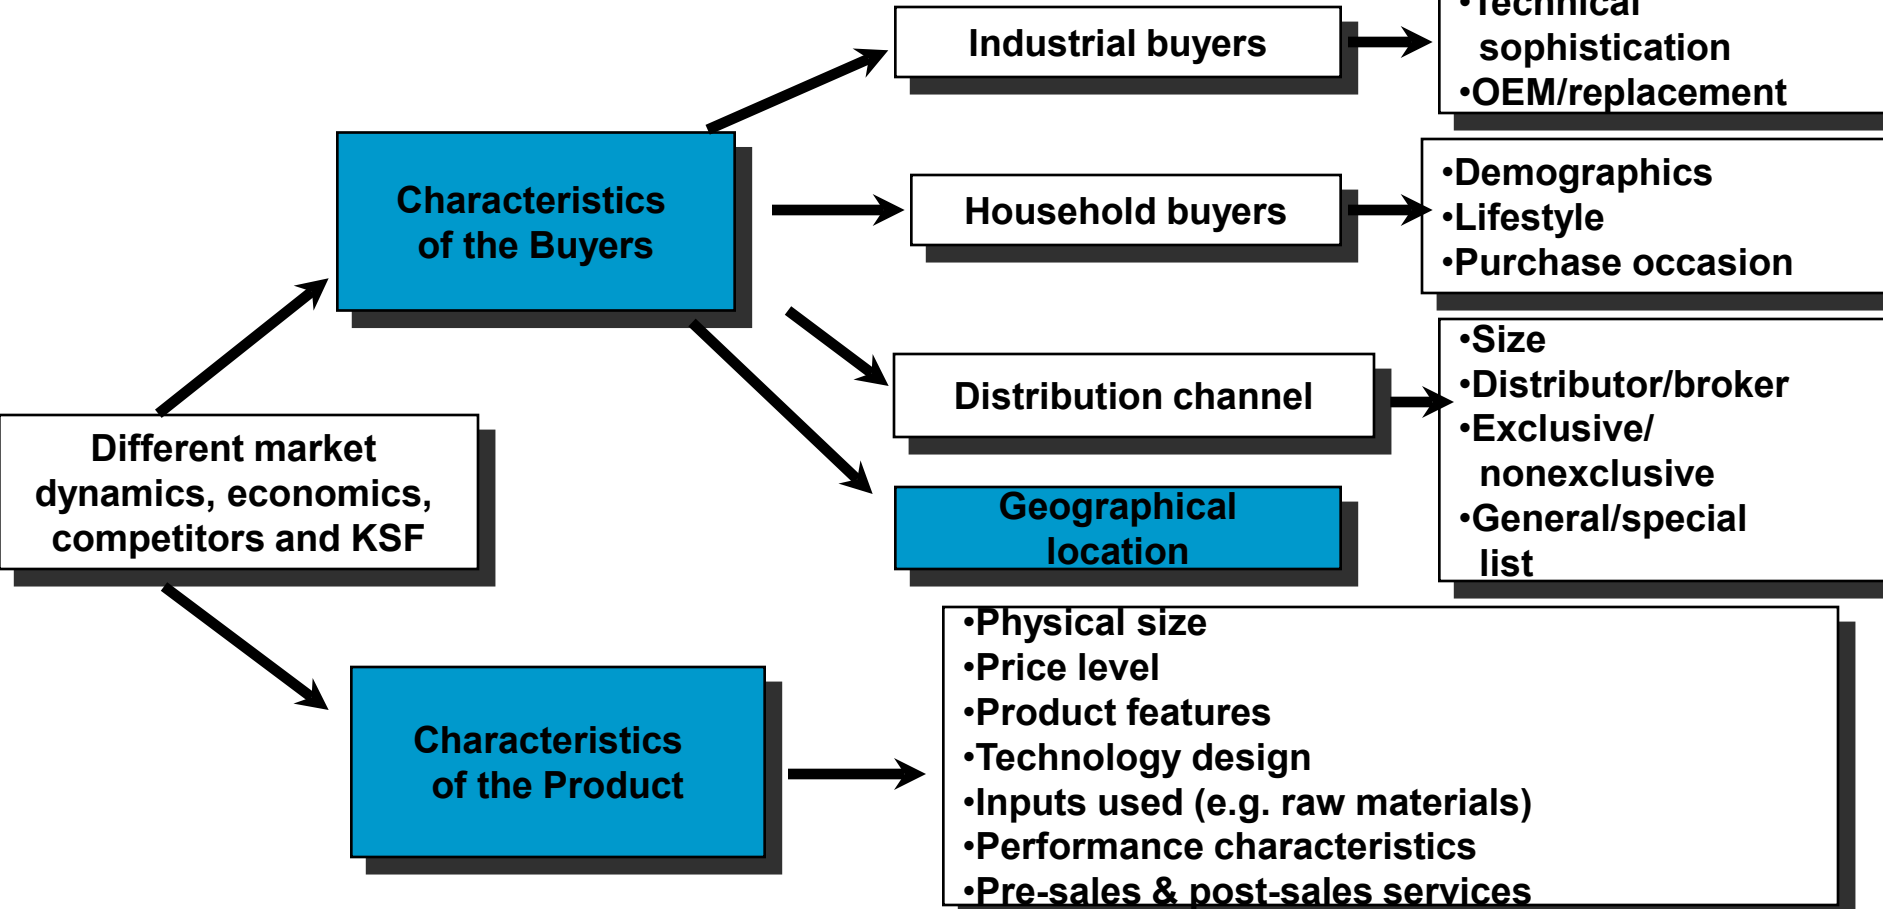 Industrial buyers
•Technical
sophistication
•OEM/replacement
Characteristics
of the Buyers
Household buyers
•Demographics
•Lifestyle
•Purchase occasion
Distribution channel
•Size
•Distributor/broker
•Exclusive/
nonexclusive
•General/special
list
Different market
dynamics, economics,
competitors and KSF
Geographical
location
Characteristics
of the Product
•Physical size
•Price level
•Product features
•Technology design
•Inputs used (e.g. raw materials)
•Performance characteristics
•Pre-sales & post-sales services